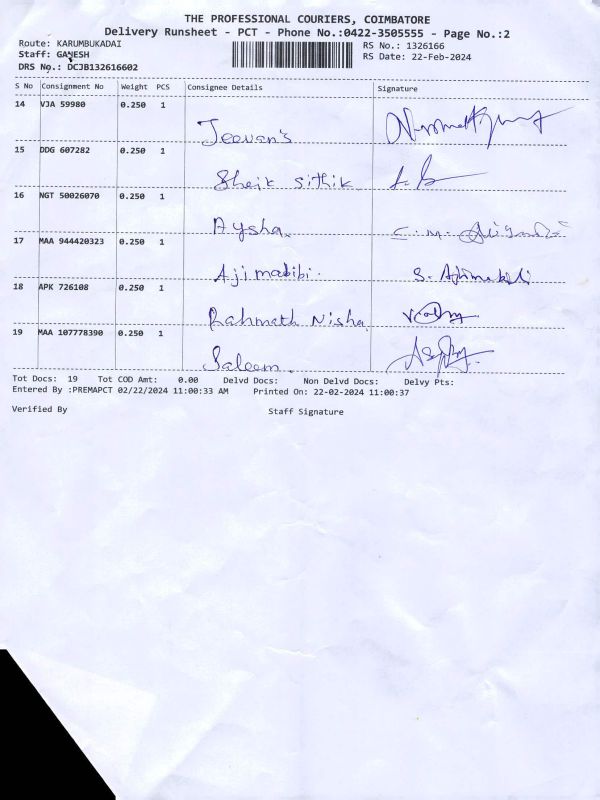 THE PROFESSIONAL COURIERS, COIMBATORE
Delivery Runsheet - PCT - Phone No.:0422-3505555 - Page No.:2
Route: KARUMBUKADAI
RS No.: 1326166
Staff: GANESH
RS Date: 22-Feb-2024
DRS No.: DCJB132616602
S No Consignment No Weight PCS Consignee Details Signature
14 VJA 59980 0.250 1
Jeevan's
15 DDG 607282 0.250 1
Sheik Sithik
16 NGT 50026070 0.250 1
Aysha.
17 MAA 944420323 0.250 1
Aji mabibi.
18 APK 726108 0.250 1
Rahmath Nisha
19 MAA 107778390 0.250 1
Saleem.
Tot Docs: 19 Tot COD Amt: 0.00 Delvd Docs: Non Delvd Docs: Delvy Pts:
Entered By :PREMAPCT 02/22/2024 11:00:33 AM Printed On: 22-02-2024 11:00:37
Verified By Staff Signature